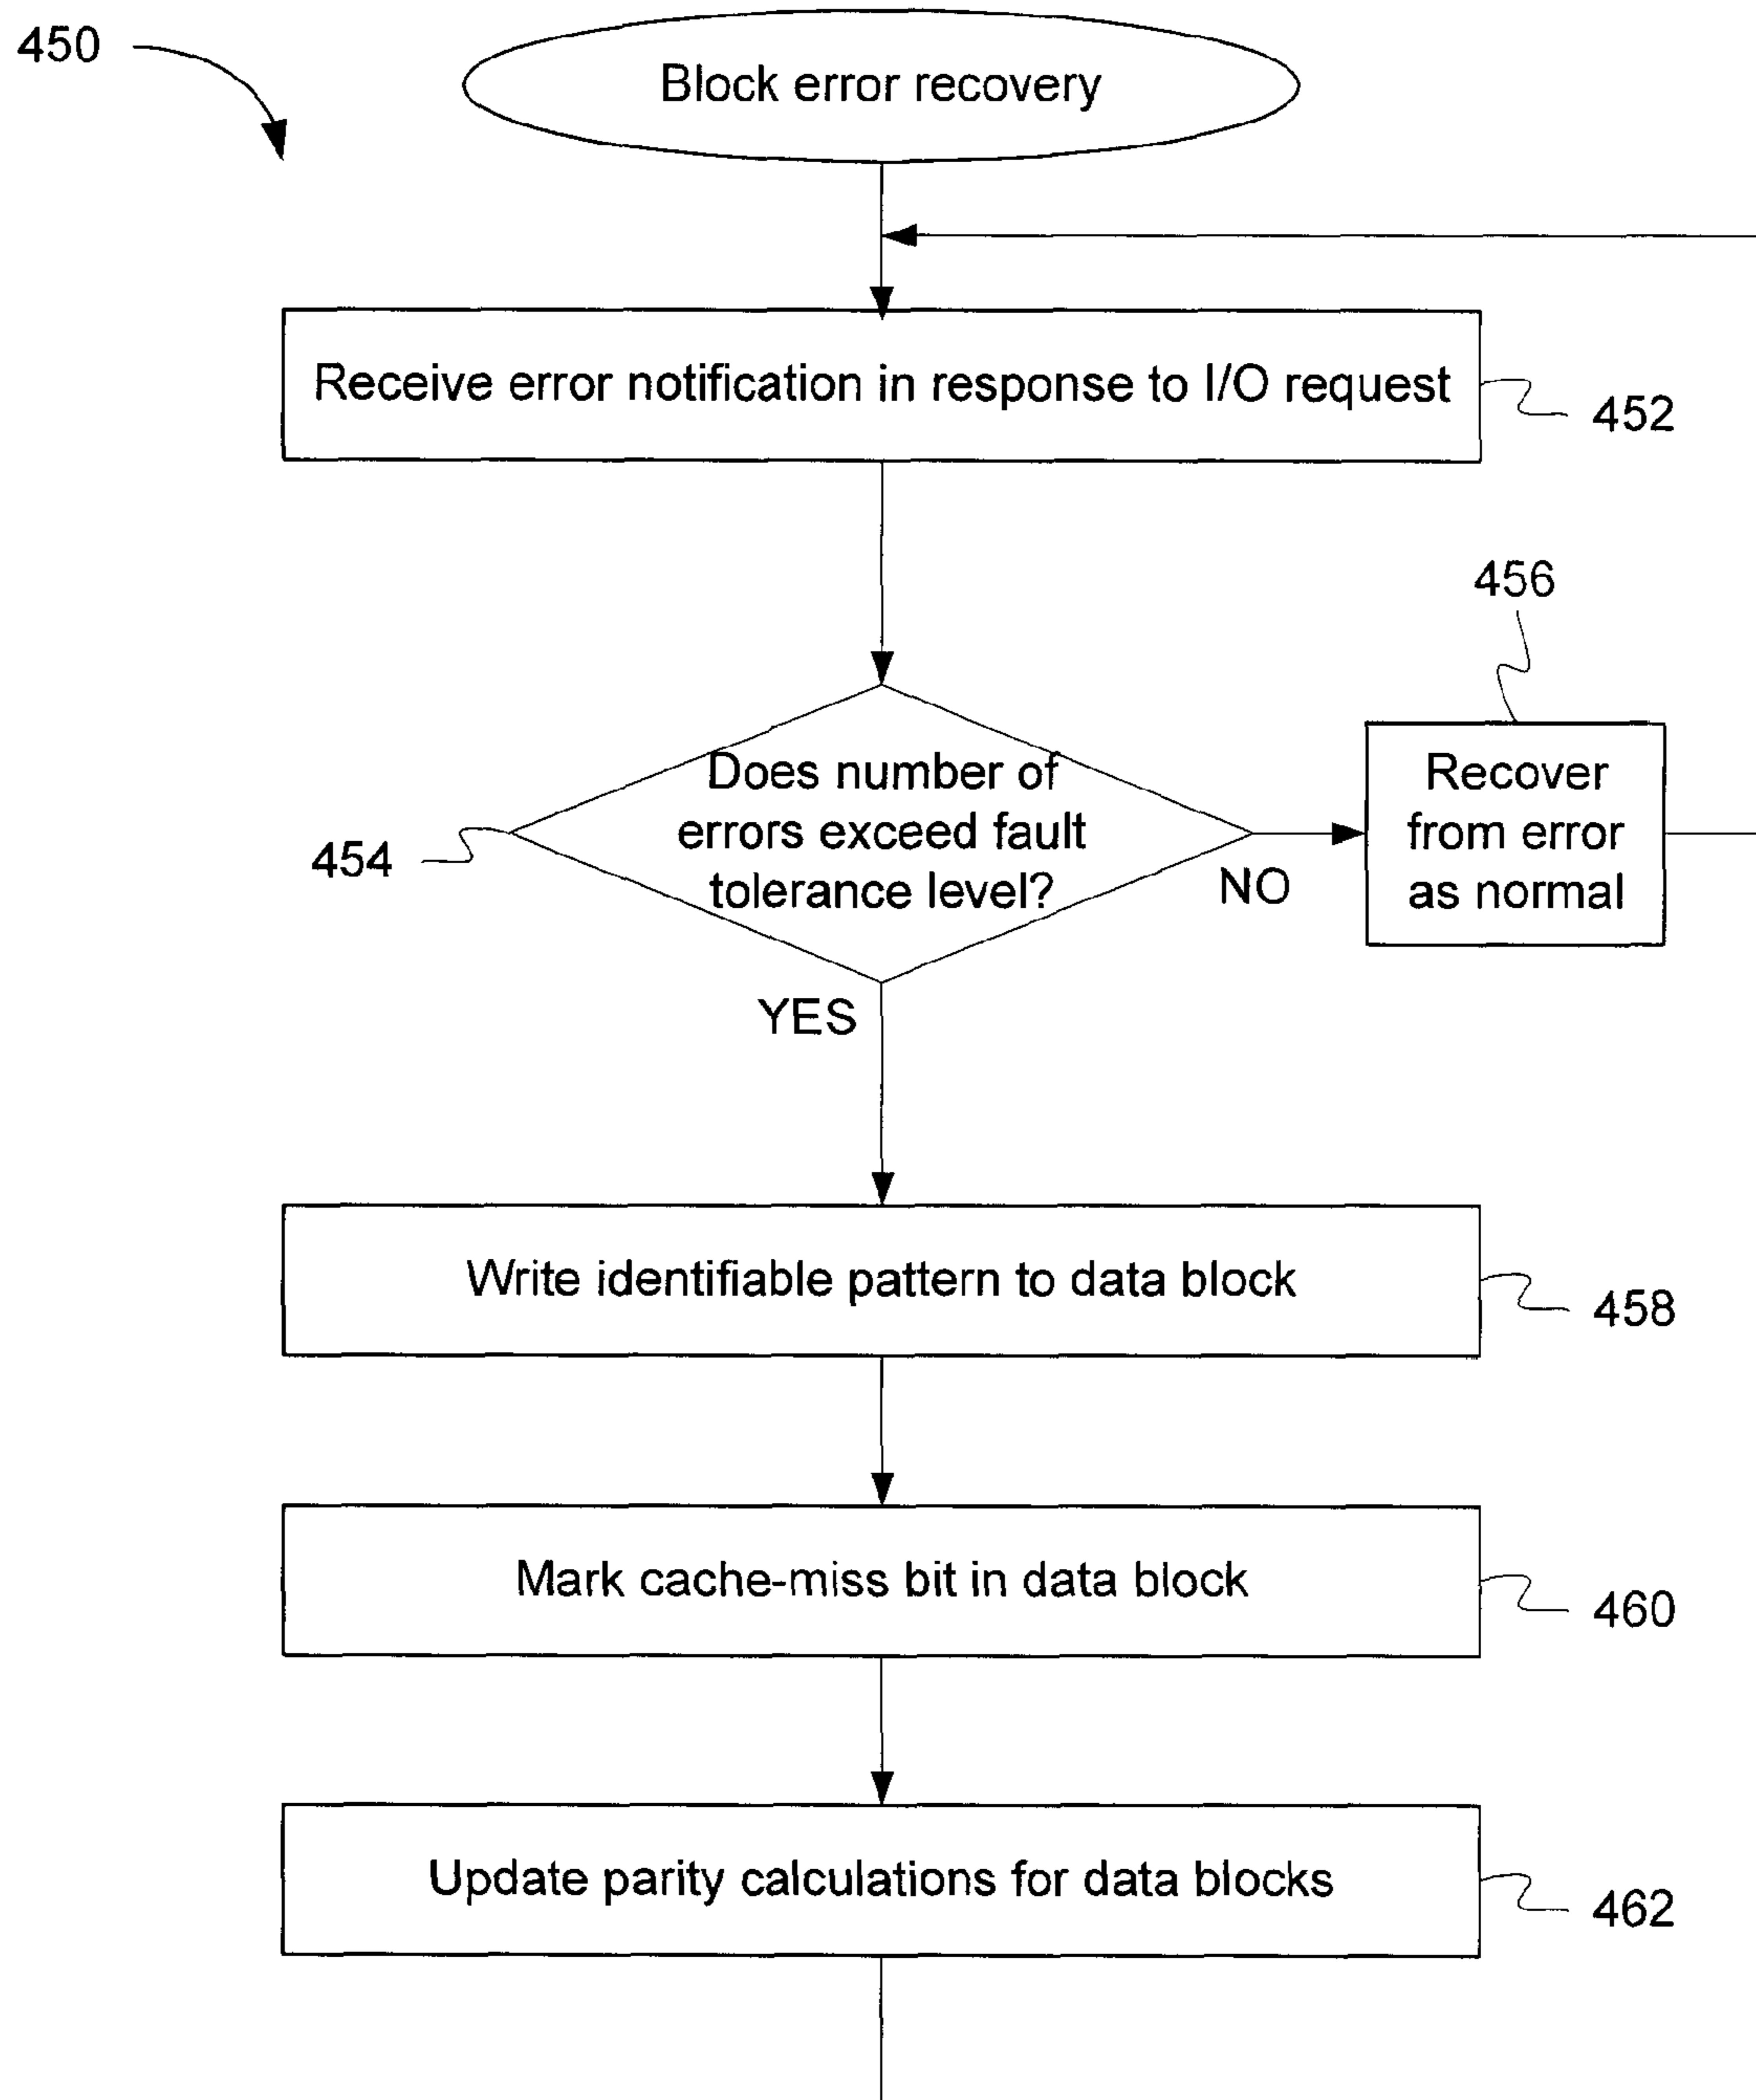 450
Block error recovery
Receive error notification in response to I/O request
452
456
Does number of
errors exceed fault
tolerance level?
454
NO
Recover
from error
as normal
YES
Write identifiable pattern to data block
458
Mark cache-miss bit in data block
460
Update parity calculations for data blocks
462